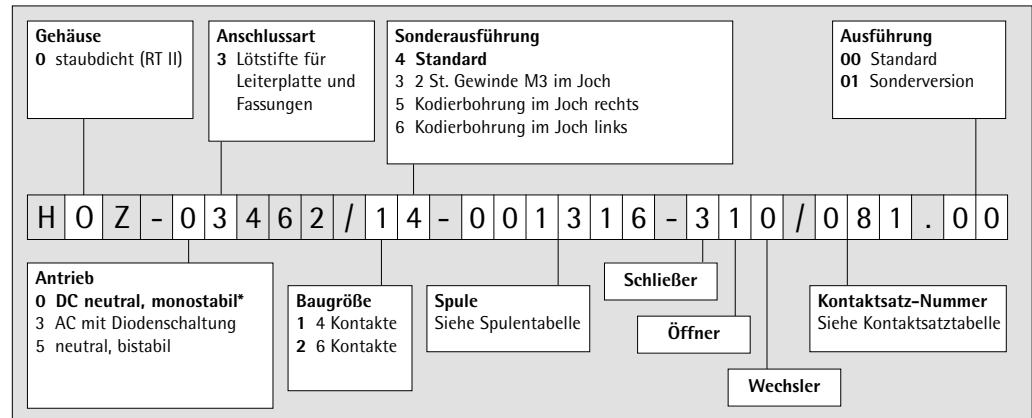 Gehäuse
0 staubdicht (RT II)
Anschlussart
3 Lötstifte für
Leiterplatte und
Fassungen
Sonderausführung
4 Standard
3 2 St. Gewinde M3 im Joch
5 Kodierbohrung im Joch rechts
6 Kodierbohrung im Joch links
Ausführung
00 Standard
01 Sonderversion
H O Z - 0 3 4 6 2 / 1 4 - 0 0 1 3 1 6 - 3 1 0 / 0 8 1 . 0 0
Antrieb
0 DC neutral, monostabil*
3 AC mit Diodenschaltung
5 neutral, bistabil
Baugröße
1 4 Kontakte
2 6 Kontakte
Spule
Siehe Spulentabelle
Schließer
Öffner
Wechsler
Kontaktsatz-Nummer
Siehe Kontaktsatztabelle